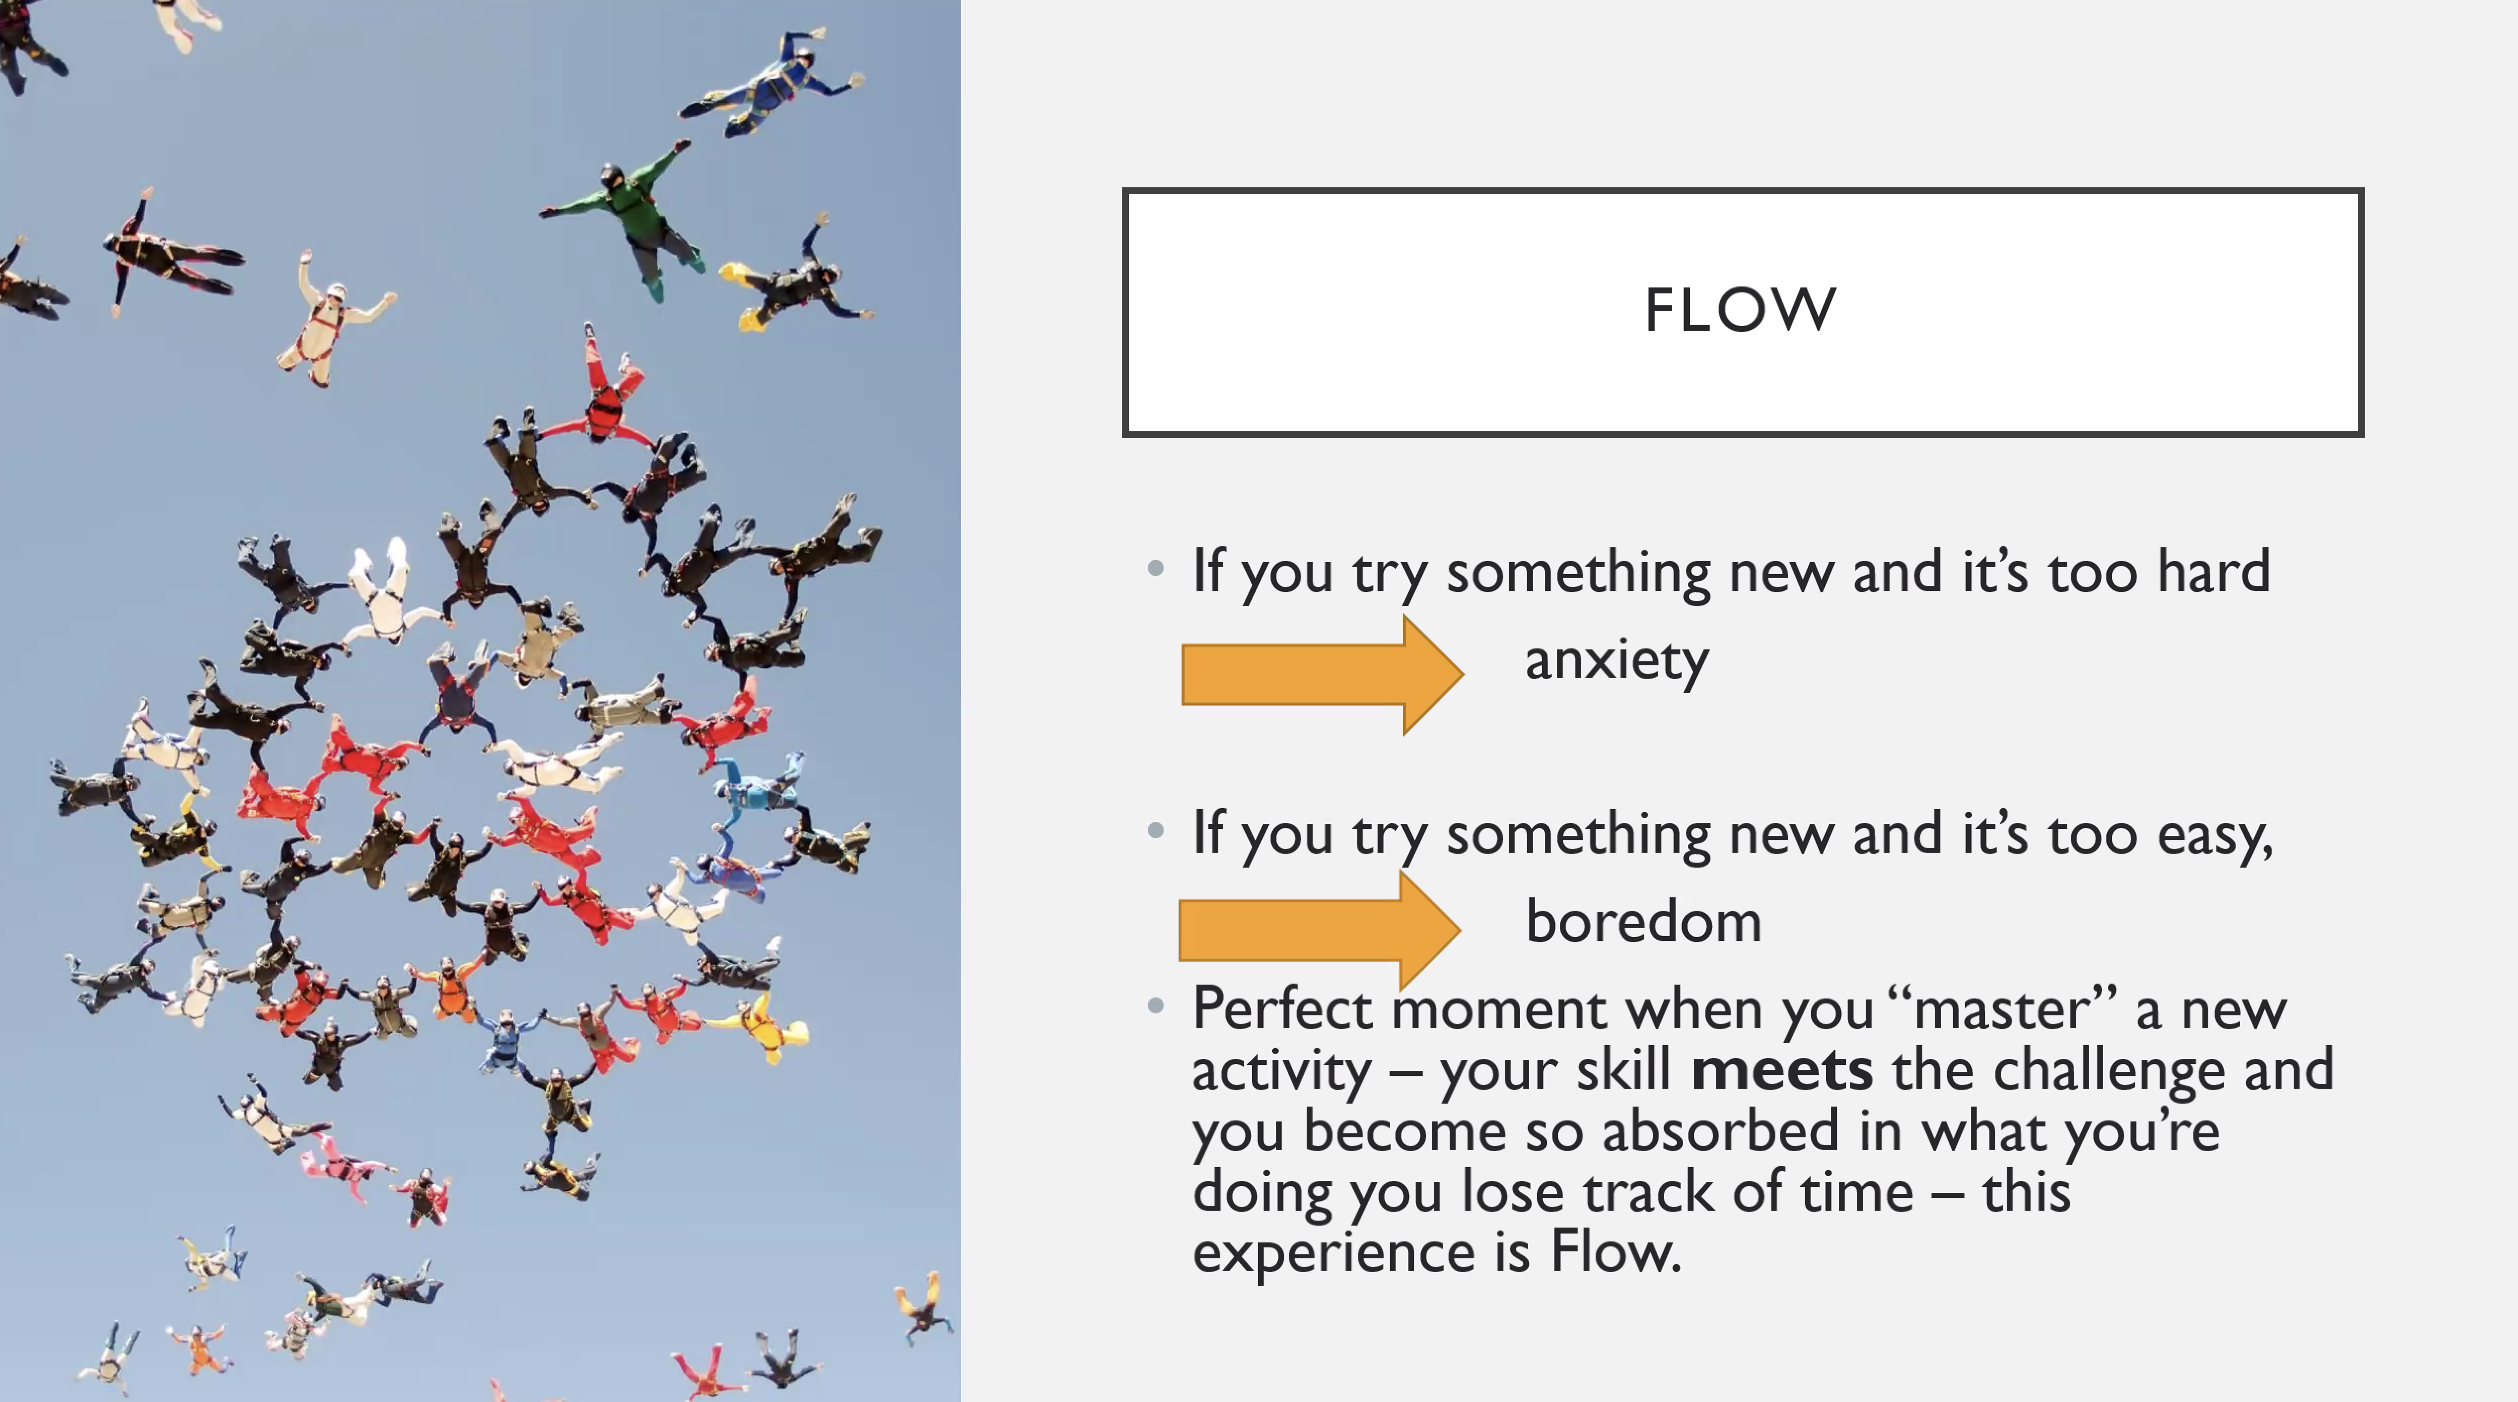 FLOW
• If you try something new and it’s too hard
anxiety
• If you try something new and it’s too easy,
boredom
• Perfect moment when you “master” a new
activity – your skill meets the challenge and
you become so absorbed in what you’re
doing you lose track of time – this
experience is Flow.